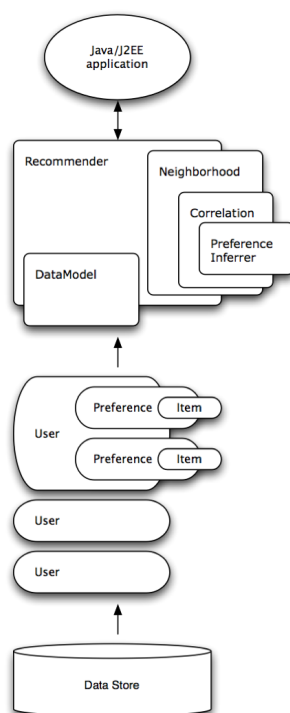 Java/J2EE
application
Recommender
Neighborhood
Correlation
Preference
Inferrer
DataModel
User
Preference
Item
Preference
Item
User
User
Data Store